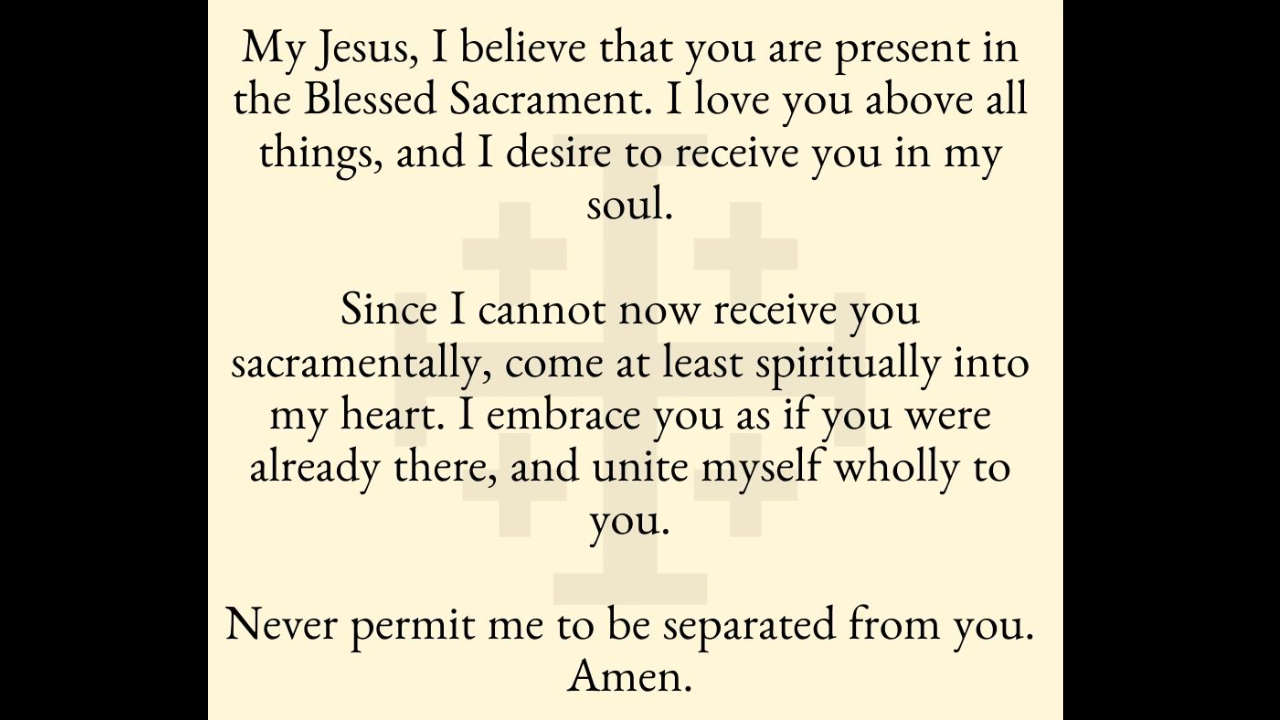 My Jesus, I believe that you are present in
the Blessed Sacrament. I love you above all
things, and I desire to receive you in my
soul.
Since I cannot now receive you
sacramentally, come at least spiritually into
my heart. I embrace you as if you were
already there, and unite myself wholly to
you.
Never permit me to be separated from you.
Amen.